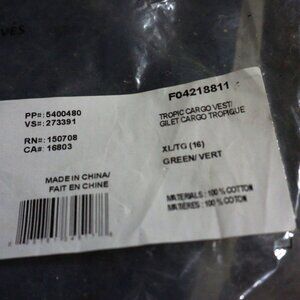 PP#: 5400480
VS#: 273391
RN#: 150708
CA#: 16803
MADE IN CHINA/
FAIT EN CHINE
F04218811
TROPIC CARGO VEST/
GILET CARGO TROPIQUE
XL/TG (16)
GREEN/ VERT
MATERIALS : 100 % COTTON
MATIÈRES : 100 % COTON